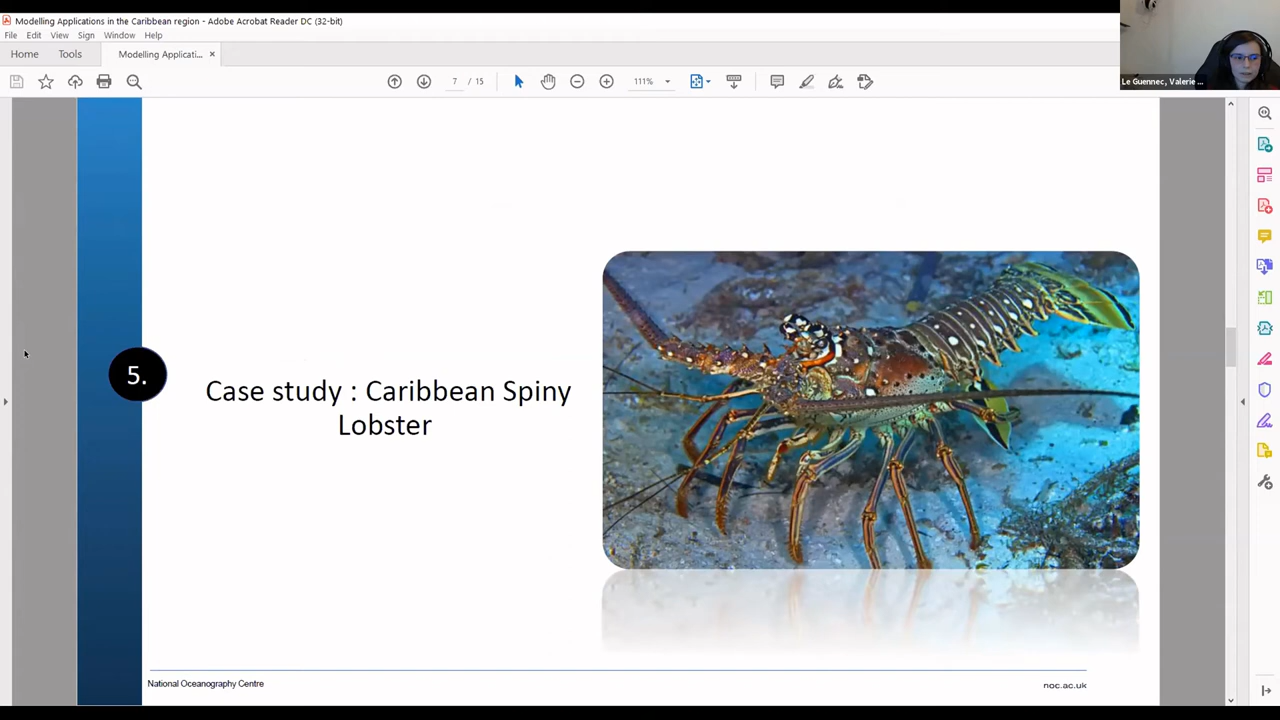 Modelling Applications in the Caribbean region - Adobe Acrobat Reader DC (32-bit)
File Edit View Sign Window Help
Home Tools Modelling Applicati... ×
7 / 15 111%
Le Guennec, Valerie ...
5.
Case study : Caribbean Spiny
Lobster
National Oceanography Centre
noc.ac.uk